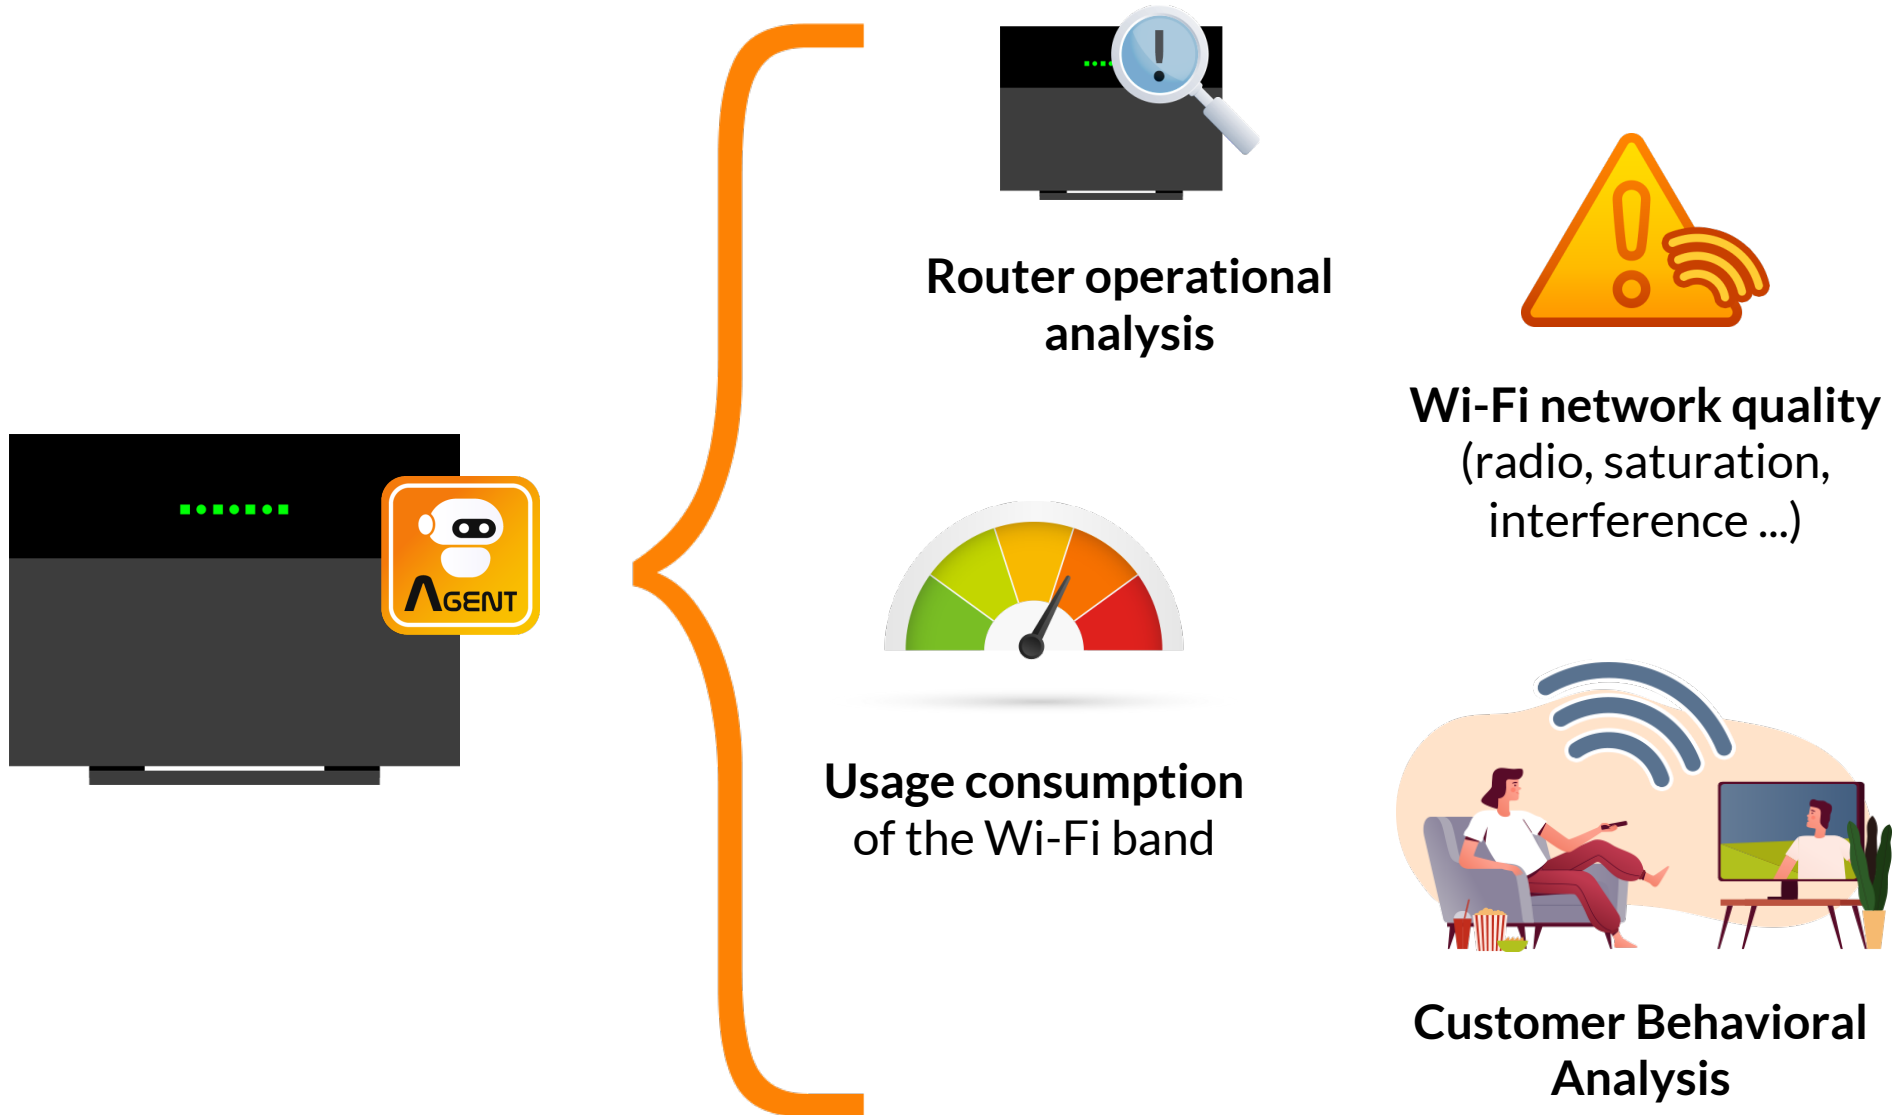 Router operational
analysis
Wi-Fi network quality
(radio, saturation,
interference ...)
AGENT
Usage consumption
of the Wi-Fi band
Customer Behavioral
Analysis